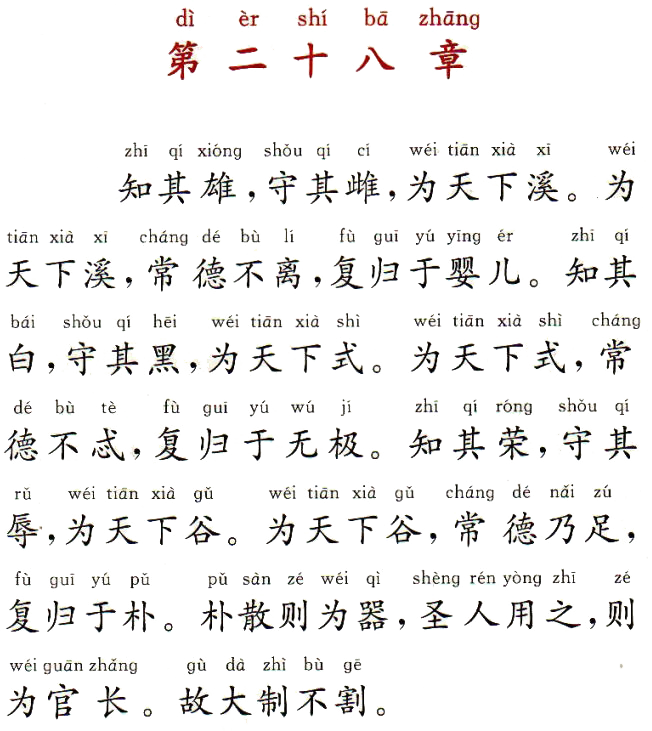 dì èr shí bā zhāng
第二十八章
zhī qí xióng shǒu qí cí wéi tiān xià xī wéi
知其雄，守其雌，为天下溪。为
tiān xià xī cháng dé bù lí fù guī yú yīng ér zhī qí
天下溪，常德不离，复归于婴儿。知其
bái shǒu qí hēi wéi tiān xià shì wéi tiān xià shì cháng
白，守其黑，为天下式。为天下式，常
dé bù tè fù guī yú wú jí zhī qí róng shǒu qí
德不忒，复归于无极。知其荣，守其
rǔ wéi tiān xià gǔ wéi tiān xià gǔ cháng dé nǎi zú
辱，为天下谷。为天下谷，常德乃足，
fù guī yú pǔ pǔ sàn zé wéi qì shèng rén yòng zhī zé
复归于朴。朴散则为器，圣人用之，则
wéi guān zhǎng gù dà zhì bù gē
为官长。故大制不割。